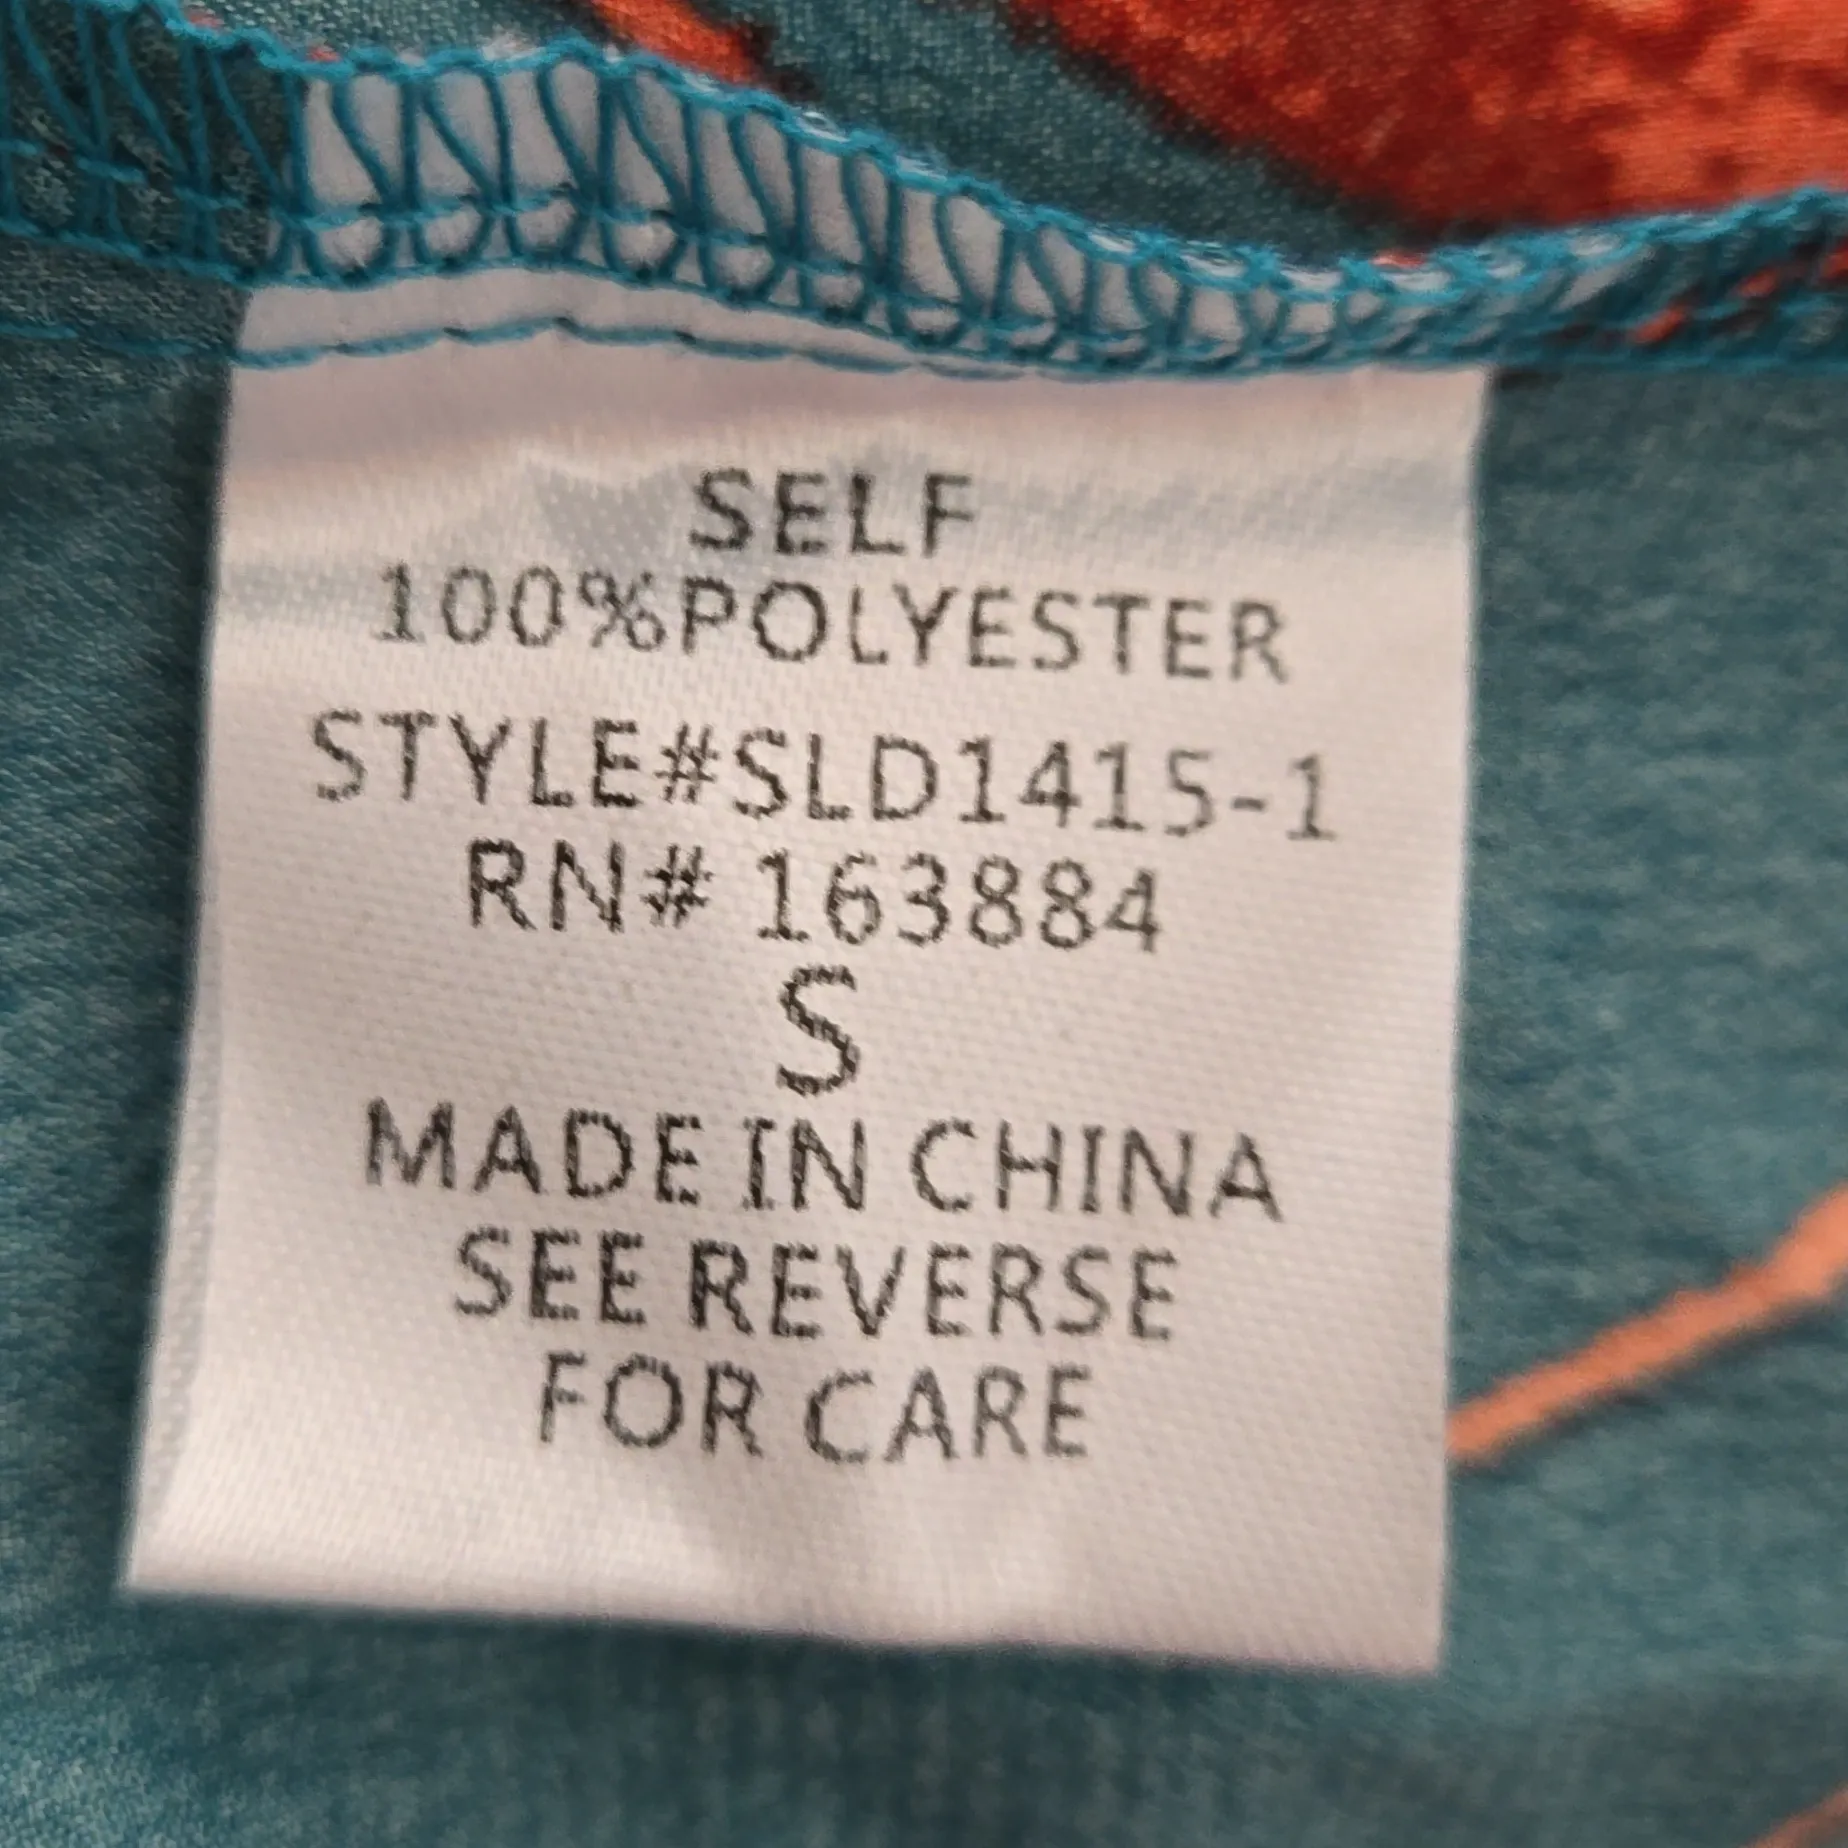 SELF
100%POLYESTER
STYLE#SLD1415-1
RN# 163884
S
MADE IN CHINA
SEE REVERSE
FOR CARE